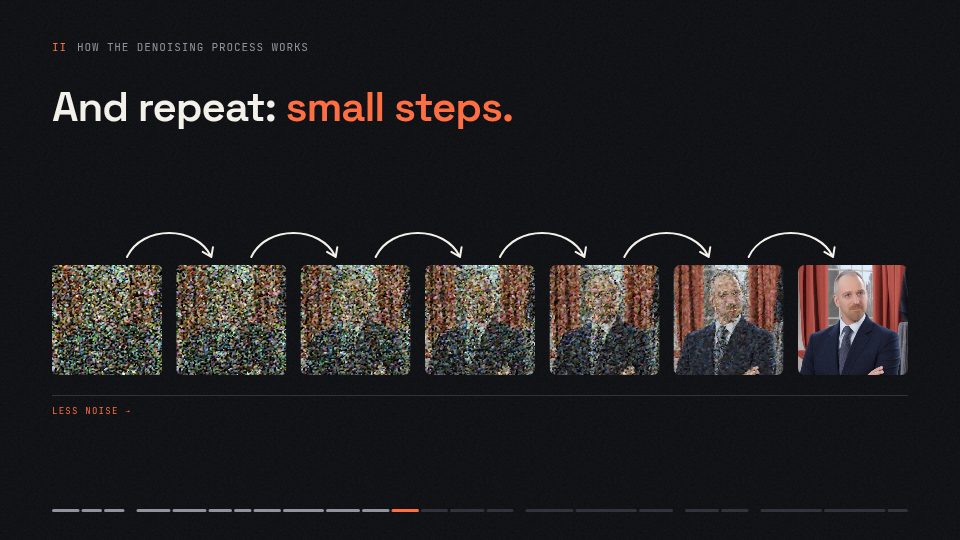 II HOW THE DENOISING PROCESS WORKS
And repeat: small steps.
LESS NOISE →